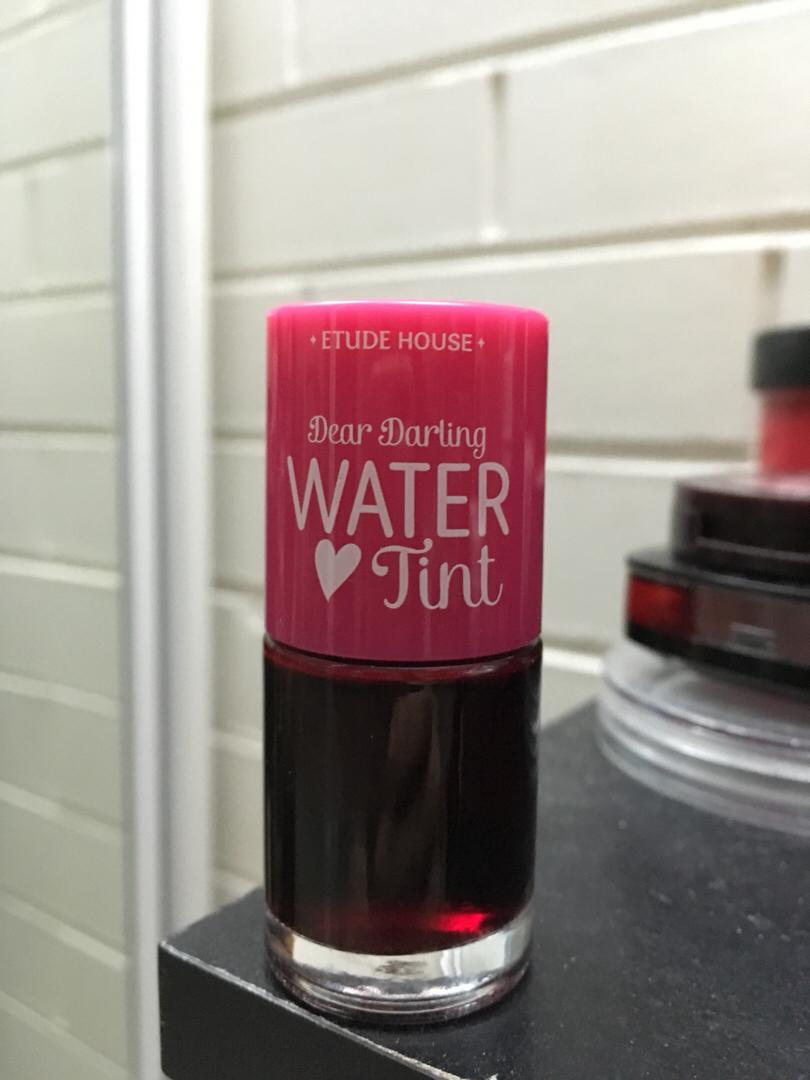 ETUDE HOUSE
Dear Darling
WATER
Tint